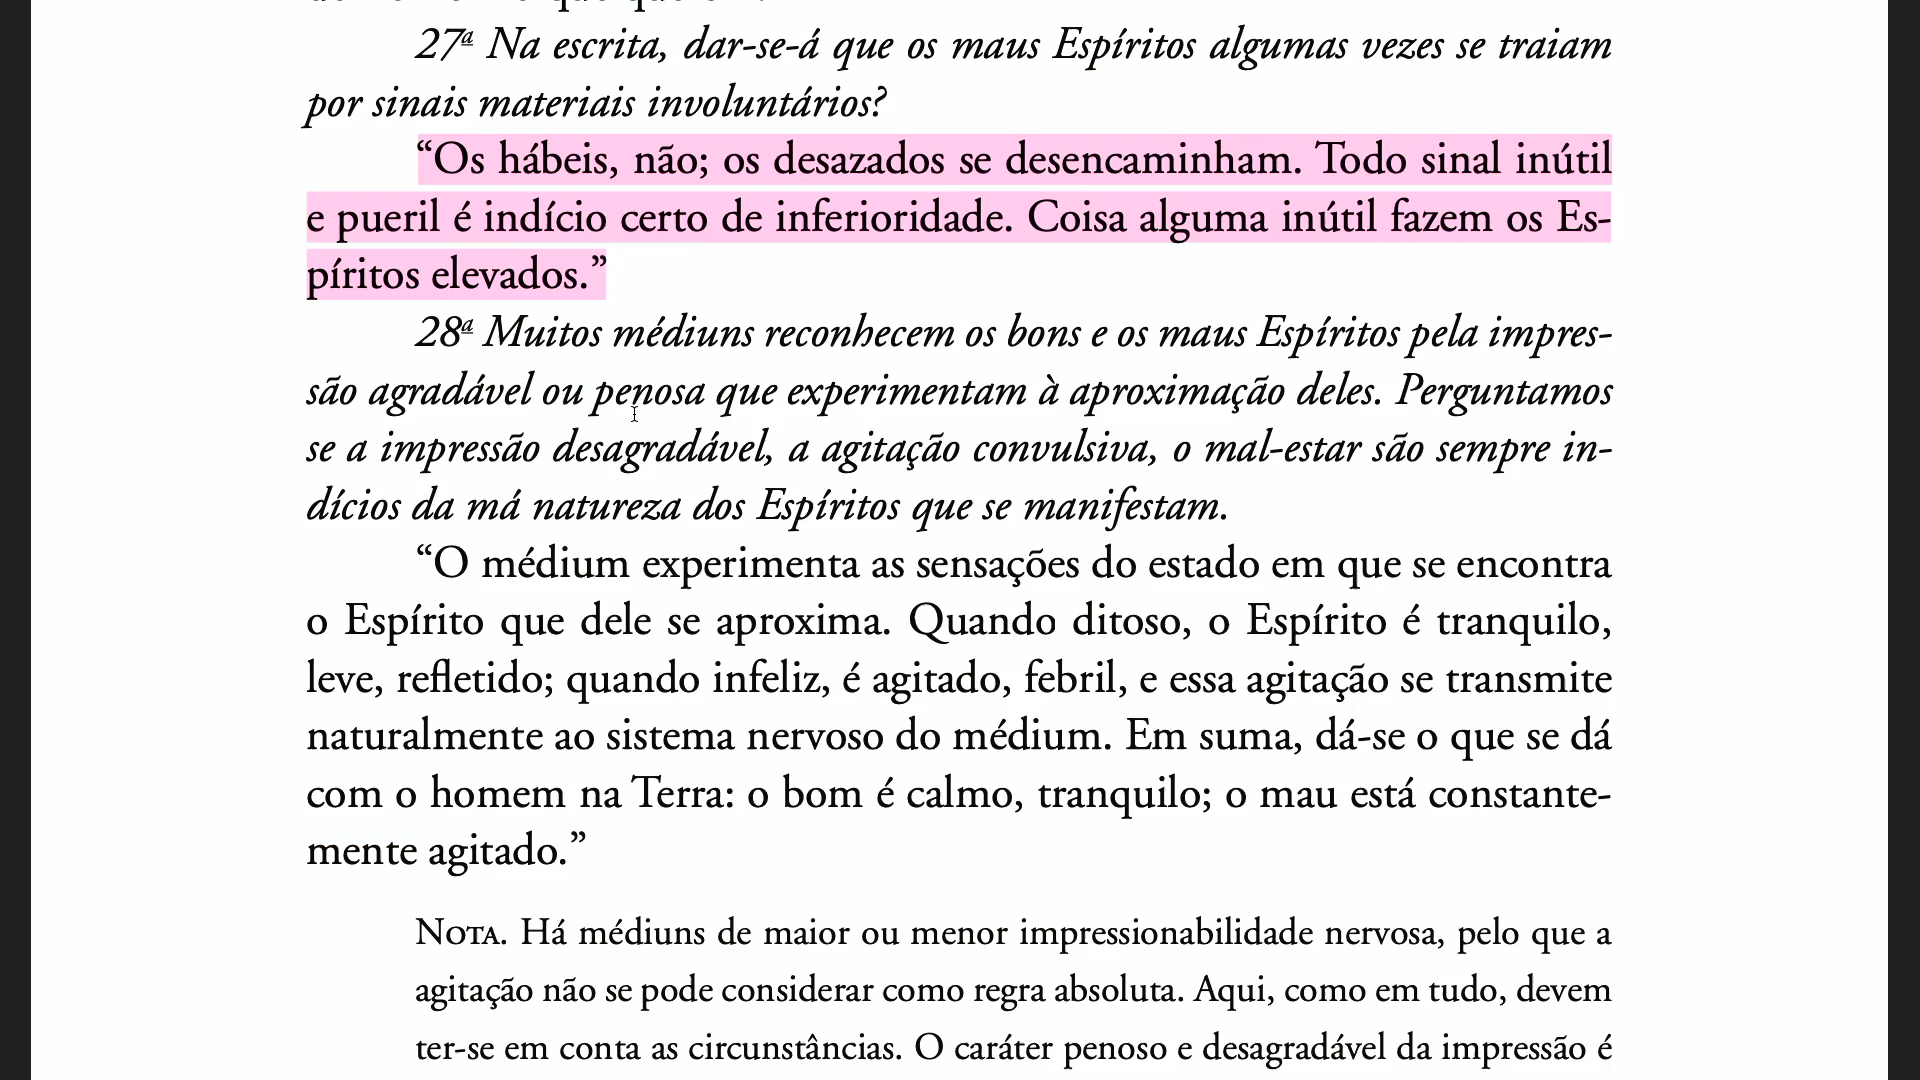 27ª Na escrita, dar-se-á que os maus Espíritos algumas vezes se traiam
por sinais materiais involuntários?
“Os hábeis, não; os desazados se desencaminham. Todo sinal inútil
e pueril é indício certo de inferioridade. Coisa alguma inútil fazem os Es-
píritos elevados.”
28ª Muitos médiuns reconhecem os bons e os maus Espíritos pela impres-
são agradável ou penosa que experimentam à aproximação deles. Perguntamos
se a impressão desagradável, a agitação convulsiva, o mal-estar são sempre in-
dícios da má natureza dos Espíritos que se manifestam.
“O médium experimenta as sensações do estado em que se encontra
o Espírito que dele se aproxima. Quando ditoso, o Espírito é tranquilo,
leve, refletido; quando infeliz, é agitado, febril, e essa agitação se transmite
naturalmente ao sistema nervoso do médium. Em suma, dá-se o que se dá
com o homem na Terra: o bom é calmo, tranquilo; o mau está constante-
mente agitado.”
NOTA. Há médiuns de maior ou menor impressionabilidade nervosa, pelo que a
agitação não se pode considerar como regra absoluta. Aqui, como em tudo, devem
ter-se em conta as circunstâncias. O caráter penoso e desagradável da impressão é